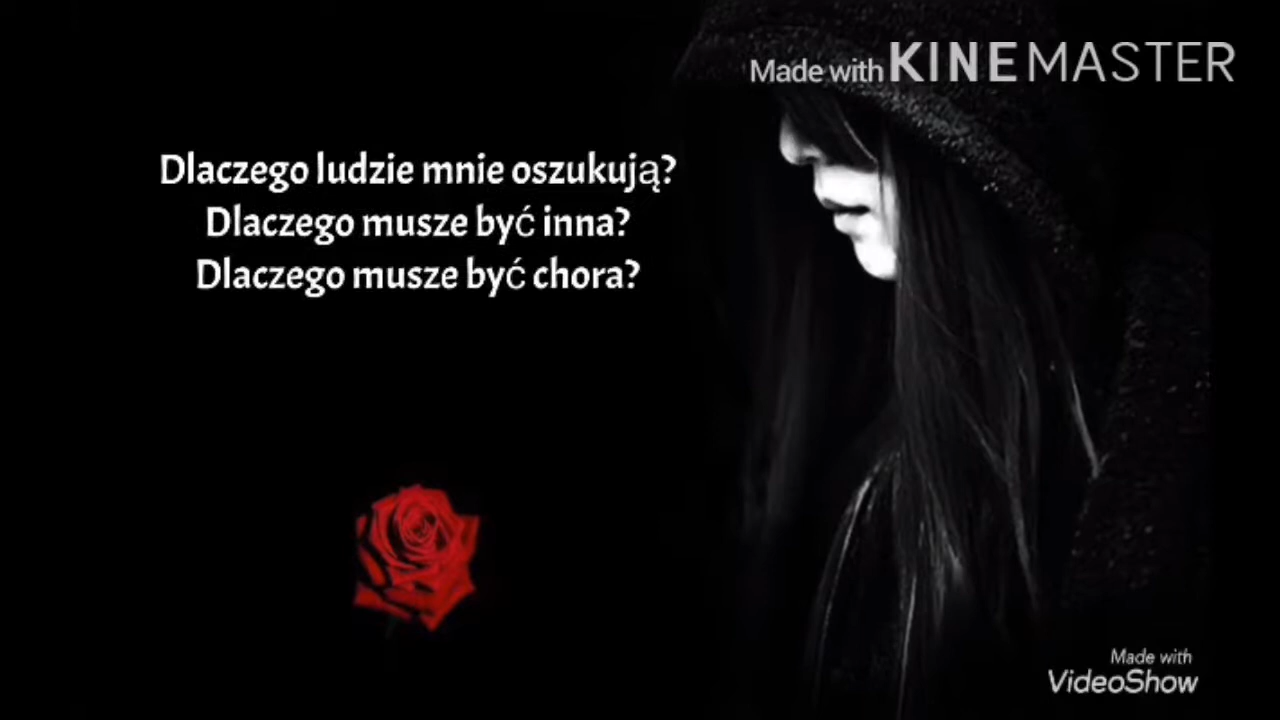 Made with KINEMASTER
Dlaczego ludzie mnie oszukują?
Dlaczego musze być inna?
Dlaczego musze być chora?
Made with
VideoShow